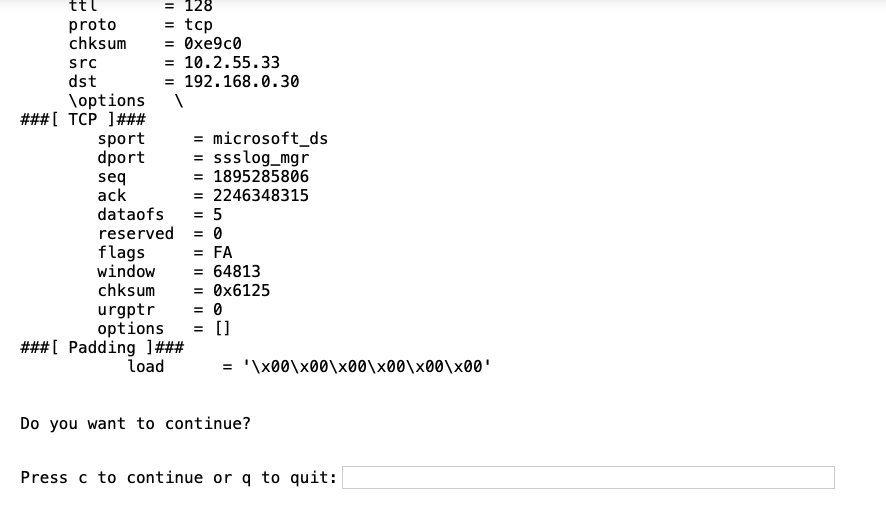 ttl = 128
proto = tcp
chksum = 0xe9c0
src = 10.2.55.33
dst = 192.168.0.30
\options \
###[ TCP ]###
sport = microsoft_ds
dport = ssslog_mgr
seq = 1895285806
ack = 2246348315
dataofs = 5
reserved = 0
flags = FA
window = 64813
chksum = 0x6125
urgptr = 0
options = []
###[ Padding ]###
load = '\x00\x00\x00\x00\x00\x00'
Do you want to continue?
Press c to continue or q to quit: